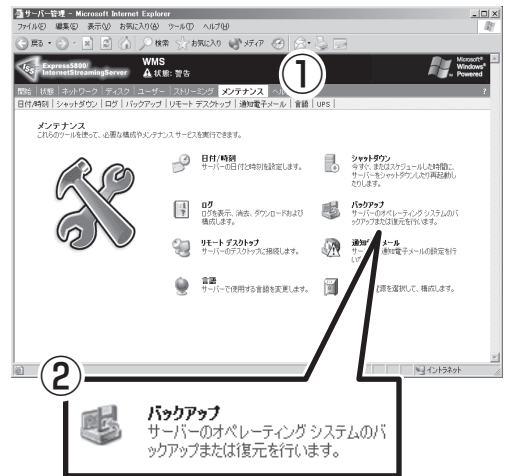 サーバー管理 - Microsoft Internet Explorer
ファイル(F) 編集(E) 表示(V) お気に入り(A) ツール(T) ヘルプ(H)
戻る 検索 お気に入り メディア
Express5800/
InternetStreamingServer
WMS
状態: 警告
Microsoft®
Windows®
Powered
①
開始 状態 ネットワーク ディスク ユーザー ストリーミング メンテナンス ?
日付/時刻 シャットダウン ログ バックアップ リモート デスクトップ 通知電子メール 言語 UPS
メンテナンス
これらのツールを使って、必要な構成やメンテナンス サービスを実行できます。
日付/時刻
サーバーの日付と時刻を設定します。
シャットダウン
今すぐ、またはスケジュールした時間に、
サーバーをシャットダウンしたり再起動し
たりします。
ログ
ログを表示、消去、ダウンロードおよび
構成します。
バックアップ
サーバーのオペレーティング システムのバ
ックアップまたは復元を行います。
リモート デスクトップ
サーバーのデスクトップに接続します。
メール
通知電子メールの設定を行
言語
サーバーで使用する言語を変更します。
源を選択して、構成します。
イントラネット
②
バックアップ
サーバーのオペレーティング システムのバ
ックアップまたは復元を行います。